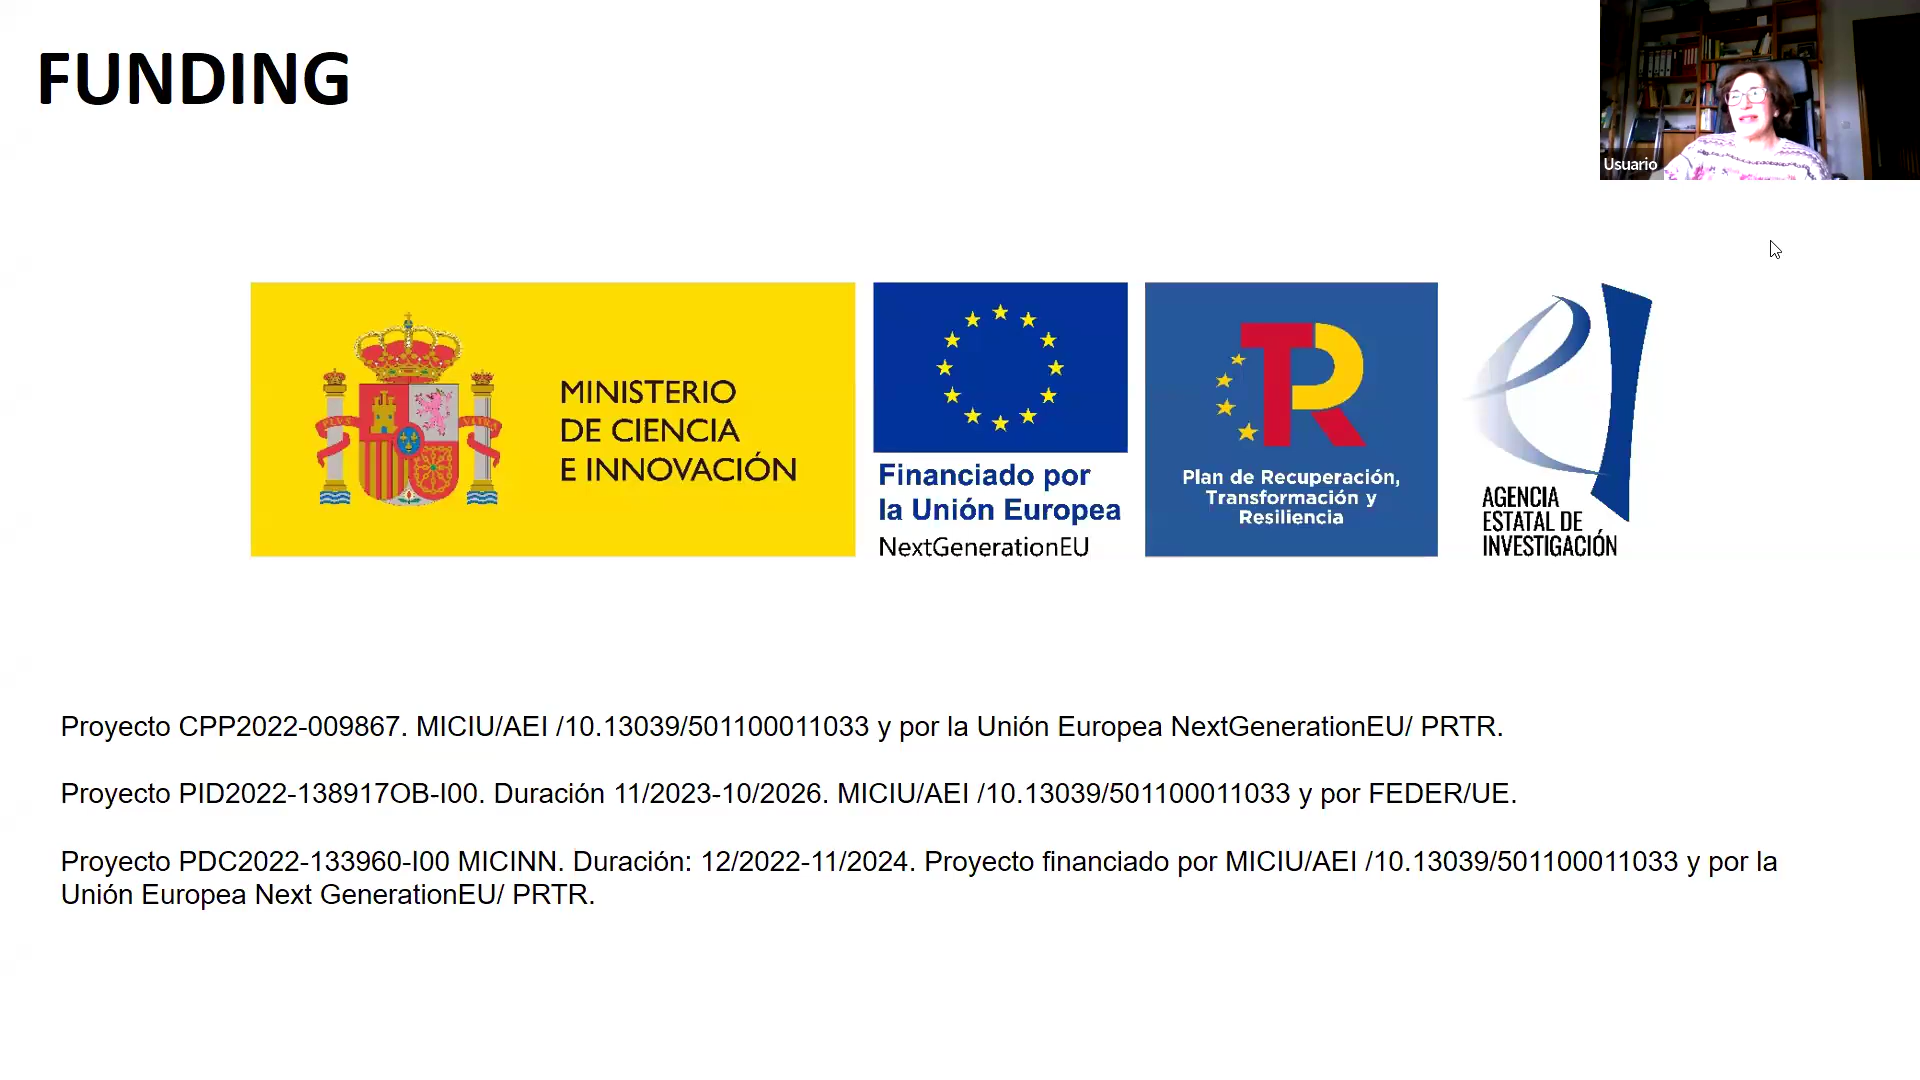 FUNDING
Usuario
PLVS
VLTRA
MINISTERIO
DE CIENCIA
E INNOVACIÓN
Financiado por
la Unión Europea
NextGenerationEU
TR
Plan de Recuperación,
Transformación y
Resiliencia
AGENCIA
ESTATAL DE
INVESTIGACIÓN
Proyecto CPP2022-009867. MICIU/AEI /10.13039/501100011033 y por la Unión Europea NextGenerationEU/ PRTR.
Proyecto PID2022-138917OB-I00. Duración 11/2023-10/2026. MICIU/AEI /10.13039/501100011033 y por FEDER/UE.
Proyecto PDC2022-133960-I00 MICINN. Duración: 12/2022-11/2024. Proyecto financiado por MICIU/AEI /10.13039/501100011033 y por la
Unión Europea Next GenerationEU/ PRTR.